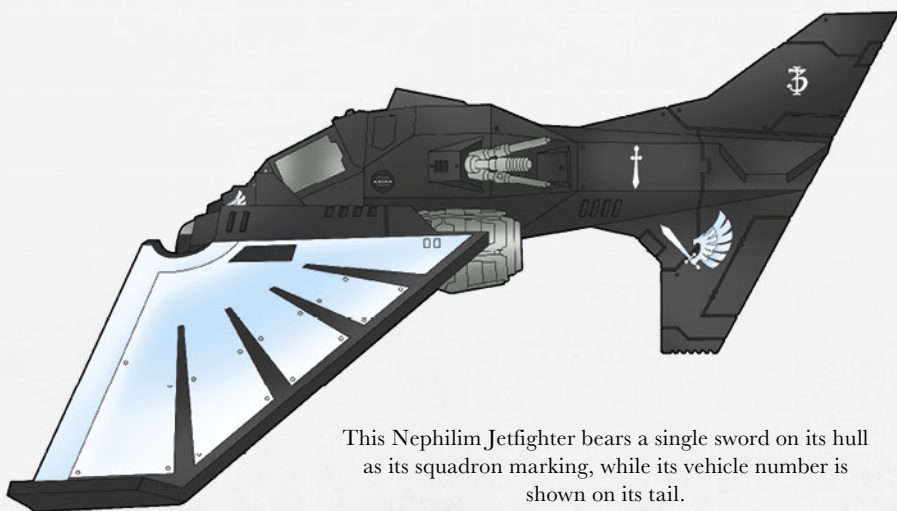 3
This Nephilim Jetfighter bears a single sword on its hull
as its squadron marking, while its vehicle number is
shown on its tail.